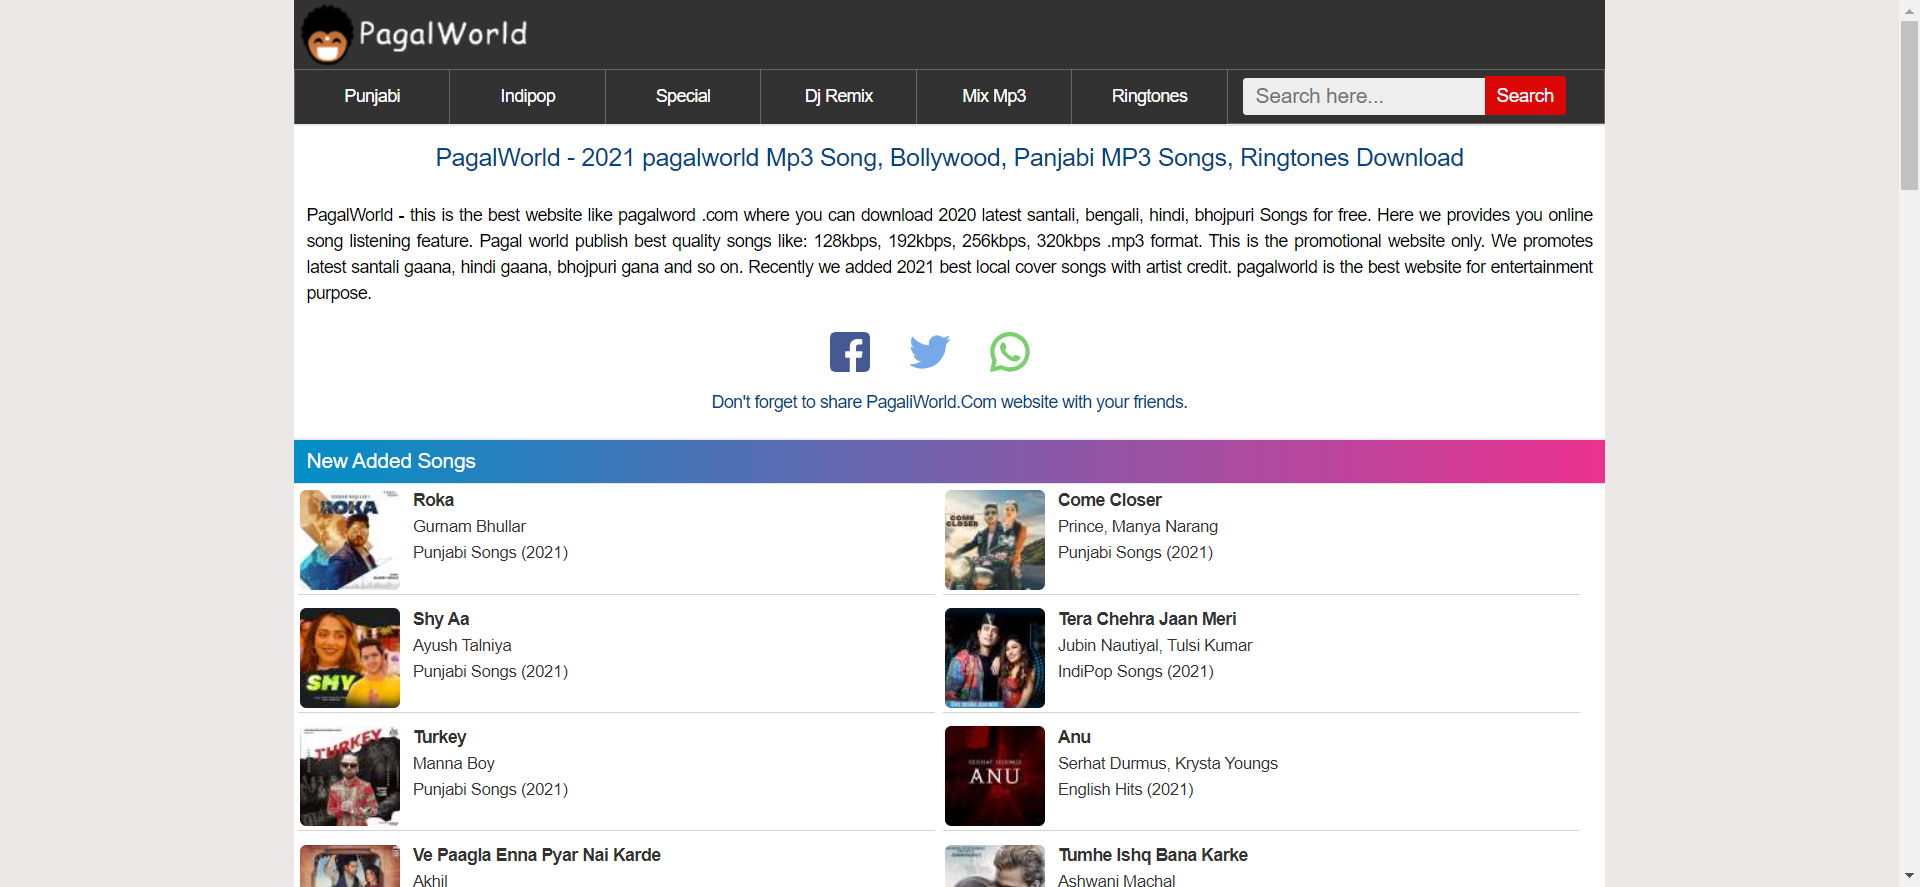 PagalWorld
Punjabi
Indipop
Special
Dj Remix
Mix Mp3
Ringtones
Search here...
Search
PagalWorld - 2021 pagalworld Mp3 Song, Bollywood, Panjabi MP3 Songs, Ringtones Download
PagalWorld - this is the best website like pagalword .com where you can download 2020 latest santali, bengali, hindi, bhojpuri Songs for free. Here we provides you online
song listening feature. Pagal world publish best quality songs like: 128kbps, 192kbps, 256kbps, 320kbps .mp3 format. This is the promotional website only. We promotes
latest santali gaana, hindi gaana, bhojpuri gana and so on. Recently we added 2021 best local cover songs with artist credit. pagalworld is the best website for entertainment
purpose.
Don't forget to share PagaliWorld.Com website with your friends.
New Added Songs
ROKA
Roka
Gurnam Bhullar
Punjabi Songs (2021)
COME
CLOSER
Come Closer
Prince, Manya Narang
Punjabi Songs (2021)
SHY
Shy Aa
Ayush Talniya
Punjabi Songs (2021)
Tera Chehra Jaan Meri
Jubin Nautiyal, Tulsi Kumar
IndiPop Songs (2021)
TURKEY
Turkey
Manna Boy
Punjabi Songs (2021)
SERHAT DURMUS
ANU
Anu
Serhat Durmus, Krysta Youngs
English Hits (2021)
Ve Paagla Enna Pyar Nai Karde
Akhil
Tumhe Ishq Bana Karke
Ashwani Machal